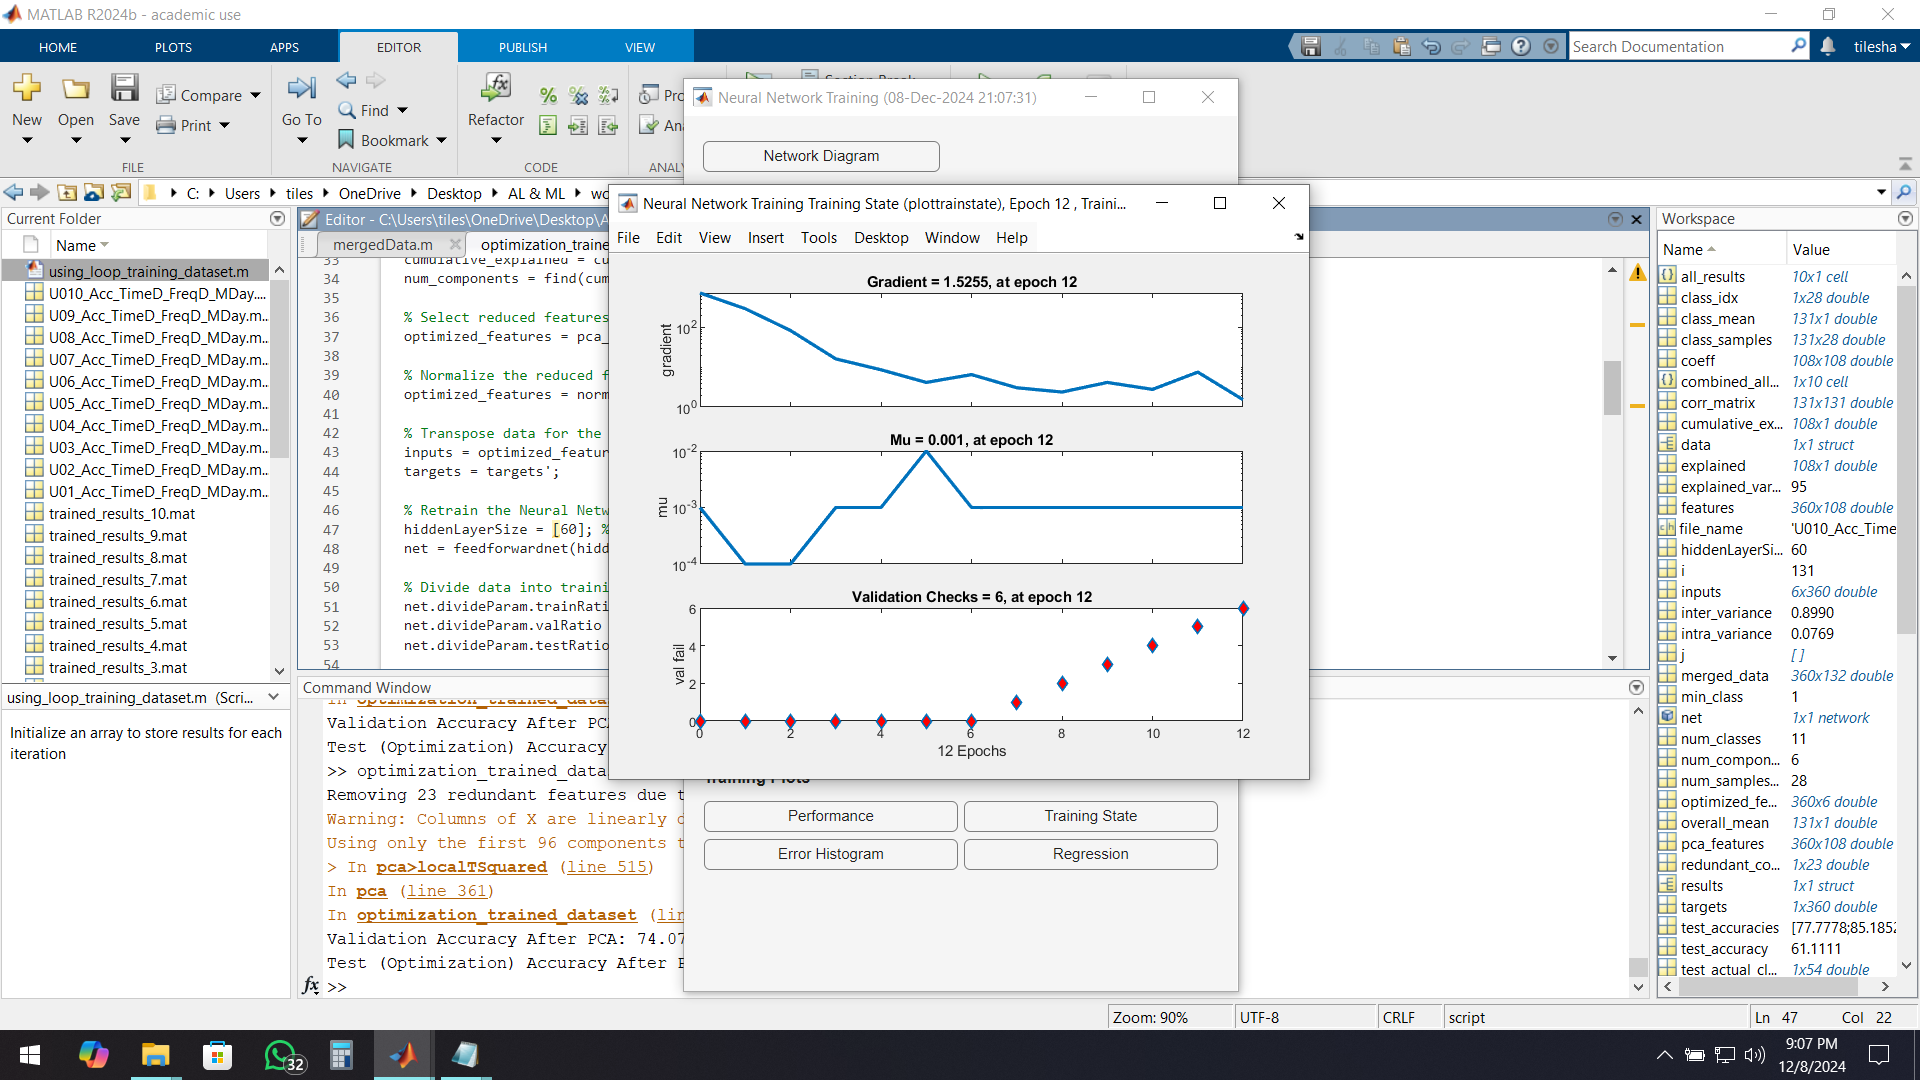 MATLAB R2024b - academic use
HOME
PLOTS
APPS
EDITOR
PUBLISH
VIEW
Search Documentation
tilesha
New
Open
Save
Compare
Print
Go To
Find
Bookmark
Refactor
FILE
NAVIGATE
CODE
Section Break
Neural Network Training (08-Dec-2024 21:07:31)
Network Diagram
C:
Users
tiles
OneDrive
Desktop
AL & ML
Current Folder
Name
using_loop_training_dataset.m
U010_Acc_TimeD_FreqD_MDay....
U09_Acc_TimeD_FreqD_MDay.m...
U08_Acc_TimeD_FreqD_MDay.m...
U07_Acc_TimeD_FreqD_MDay.m...
U06_Acc_TimeD_FreqD_MDay.m...
U05_Acc_TimeD_FreqD_MDay.m...
U04_Acc_TimeD_FreqD_MDay.m...
U03_Acc_TimeD_FreqD_MDay.m...
U02_Acc_TimeD_FreqD_MDay.m...
U01_Acc_TimeD_FreqD_MDay.m...
trained_results_10.mat
trained_results_9.mat
trained_results_8.mat
trained_results_7.mat
trained_results_6.mat
trained_results_5.mat
trained_results_4.mat
trained_results_3.mat
using_loop_training_dataset.m (Scri...
Initialize an array to store results for each
iteration
Editor - C:\Users\tiles\OneDrive\Desktop\A
mergedData.m
optimization_traine
33 cumulative_explained = cu
34 num_components = find(cum
35
36 % Select reduced features
37 optimized_features = pca_
38
39 % Normalize the reduced f
40 optimized_features = norm
41
42 % Transpose data for the
43 inputs = optimized_featur
44 targets = targets';
45
46 % Retrain the Neural Netw
47 hiddenLayerSize = [60]; %
48 net = feedforwardnet(hidd
49
50 % Divide data into traini
51 net.divideParam.trainRati
52 net.divideParam.valRatio
53 net.divideParam.testRatio
54
Command Window
In optimization_trained_data
Validation Accuracy After PC
Test (Optimization) Accuracy
>> optimization_trained_data
Removing 23 redundant features due t
Warning: Columns of X are linearly
Using only the first 96 components t
> In pca>localTSquared (line 515)
In pca (line 361)
In optimization_trained_dataset (lin
Validation Accuracy After PCA: 74.07
Test (Optimization) Accuracy After P
fx >>
Neural Network Training Training State (plottrainstate), Epoch 12 , Traini...
File Edit View Insert Tools Desktop Window Help
Gradient = 1.5255, at epoch 12
gradient
10^2
10^0
Mu = 0.001, at epoch 12
mu
10^-2
10^-3
10^-4
Validation Checks = 6, at epoch 12
val fail
6
4
2
0
0 2 4 6 8 10 12
12 Epochs
Training Plots
Performance
Training State
Error Histogram
Regression
Workspace
Name Value
all_results 10x1 cell
class_idx 1x28 double
class_mean 131x1 double
class_samples 131x28 double
coeff 108x108 double
combined_all... 1x10 cell
corr_matrix 131x131 double
cumulative_ex... 108x1 double
data 1x1 struct
explained 108x1 double
explained_var... 95
features 360x108 double
file_name 'U010_Acc_Time
hiddenLayerSi... 60
i 131
inputs 6x360 double
inter_variance 0.8990
intra_variance 0.0769
j []
merged_data 360x132 double
min_class 1
net 1x1 network
num_classes 11
num_compon... 6
num_samples... 28
optimized_fe... 360x6 double
overall_mean 131x1 double
pca_features 360x108 double
redundant_co... 1x23 double
results 1x1 struct
targets 1x360 double
test_accuracies [77.7778;85.1852
test_accuracy 61.1111
test_actual_cl... 1x54 double
Zoom: 90%
UTF-8
CRLF
script
Ln 47 Col 22
32
9:07 PM
12/8/2024